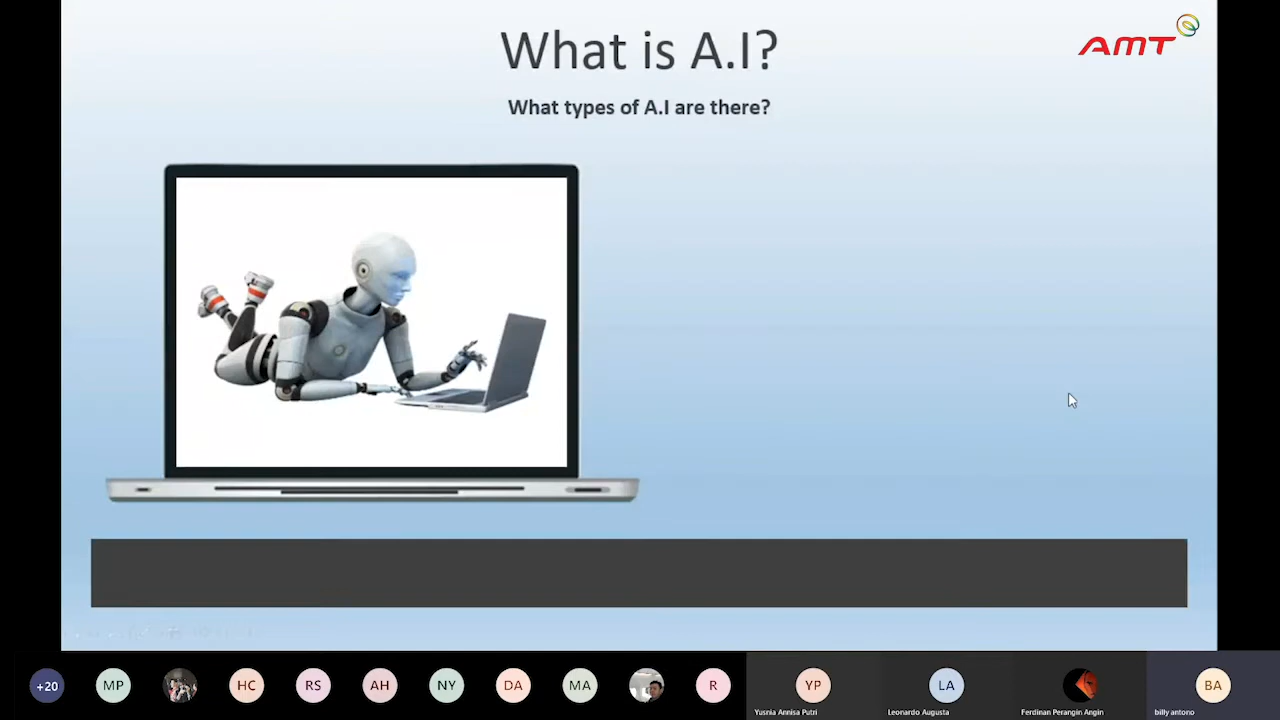 What is A.I?
AMT
What types of A.I are there?
+20
MP
HC
RS
AH
NY
DA
MA
R
YP
LA
BA
Yusnia Annisa Putri
Leonardo Augusta
Ferdinan Perangin Angin
billy antono